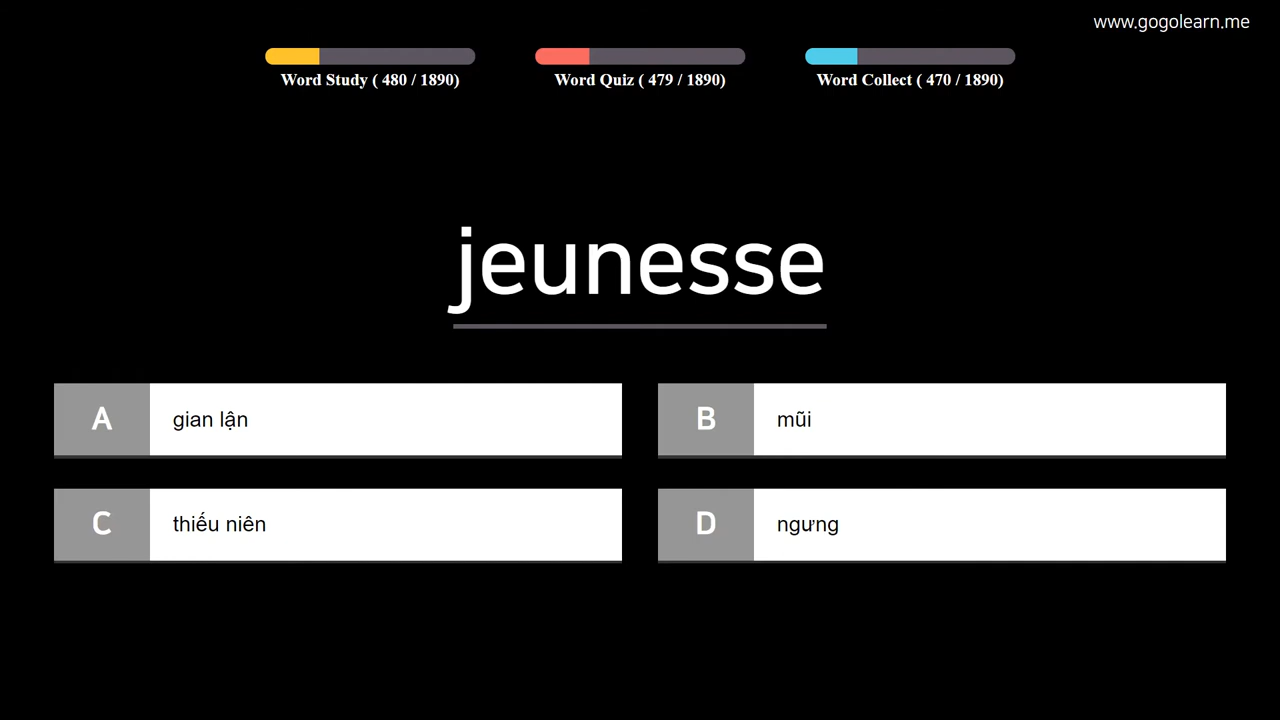 www.gogolearn.me
Word Study ( 480 / 1890)
Word Quiz ( 479 / 1890)
Word Collect ( 470 / 1890)
jeunesse
A gian lận
B mũi
C thiếu niên
D ngưng